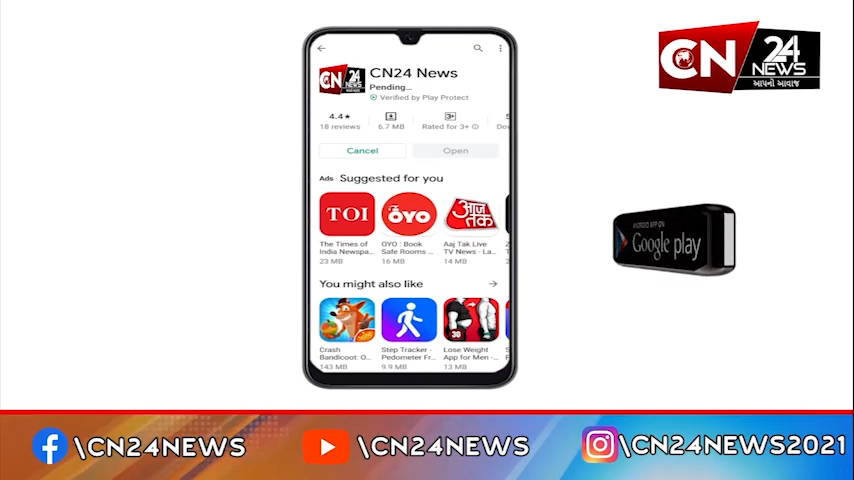 CN24 News
Pending...
Verified by Play Protect
4.4★
18 reviews
6.7 MB
3+
Rated for 3+
Cancel
Open
Ads · Suggested for you
TOI
OYO
आज तक
The Times of
India Newspa...
23 MB
OYO : Book
Safe Rooms ...
16 MB
Aaj Tak Live
TV News - La...
14 MB
You might also like
30
Crash
Bandicoot: O...
143 MB
Step Tracker -
Pedometer Fr...
9.9 MB
Lose Weight
App for Men - ...
13 MB
CN 24
NEWS
આપનો આવાજ
ANDROID APP ON
Google play
\CN24NEWS
\CN24NEWS
\CN24NEWS2021